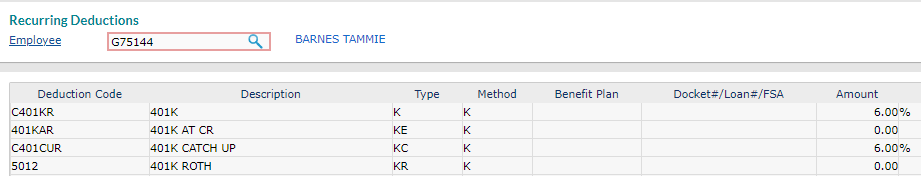 Recurring Deductions
Employee G75144 BARNES TAMMIE
Deduction Code Description Type Method Benefit Plan Docket#/Loan#/FSA Amount
C401KR 401K K K 6.00%
401KAR 401K AT CR KE K 0.00
C401CUR 401K CATCH UP KC K 6.00%
5012 401K ROTH KR K 0.00